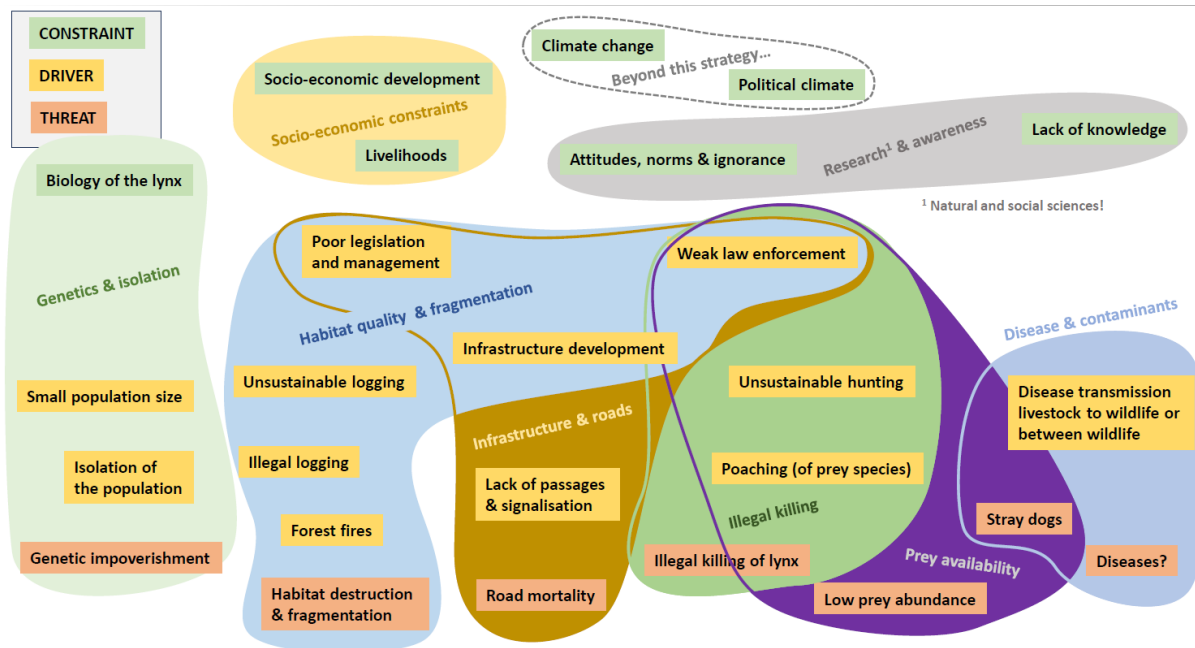 CONSTRAINT
DRIVER
THREAT
Socio-economic development
Socio-economic constraints
Livelihoods
Climate change
Beyond this strategy…
Political climate
Attitudes, norms & ignorance
Research¹ & awareness
Lack of knowledge
¹ Natural and social sciences!
Biology of the lynx
Genetics & isolation
Small population size
Isolation of
the population
Genetic impoverishment
Poor legislation
and management
Habitat quality & fragmentation
Unsustainable logging
Illegal logging
Forest fires
Habitat destruction
& fragmentation
Infrastructure development
Infrastructure & roads
Lack of passages
& signalisation
Road mortality
Weak law enforcement
Unsustainable hunting
Poaching (of prey species)
Illegal killing
Illegal killing of lynx
Low prey abundance
Prey availability
Disease & contaminants
Disease transmission
livestock to wildlife or
between wildlife
Stray dogs
Diseases?